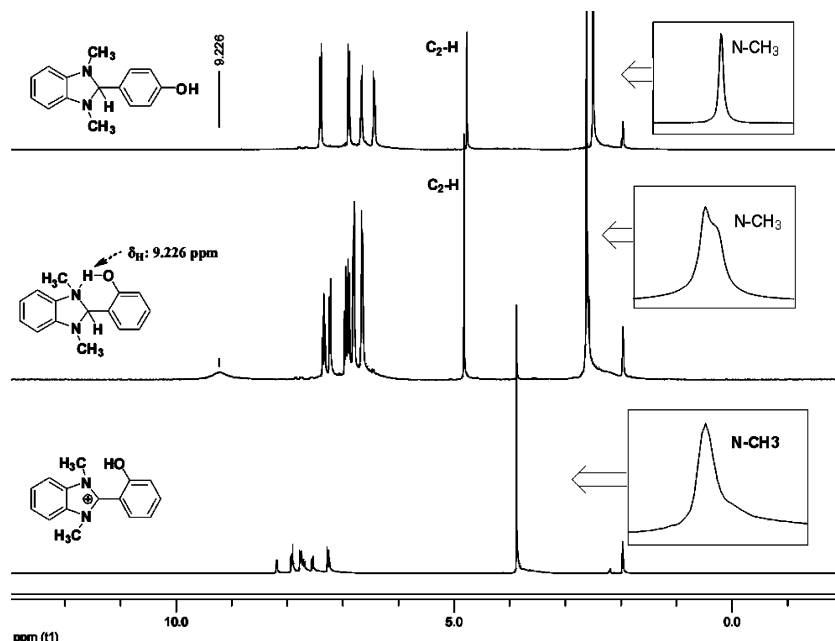 CH₃
N
OH
N
H
CH₃
9.226
C₂-H
N-CH₃
C₂-H
δH: 9.226 ppm
H₃C
H-O
N
N
H
CH₃
N-CH₃
H₃C
HO
N
⊕
N
CH₃
N-CH3
10.0
5.0
0.0
ppm (t1)